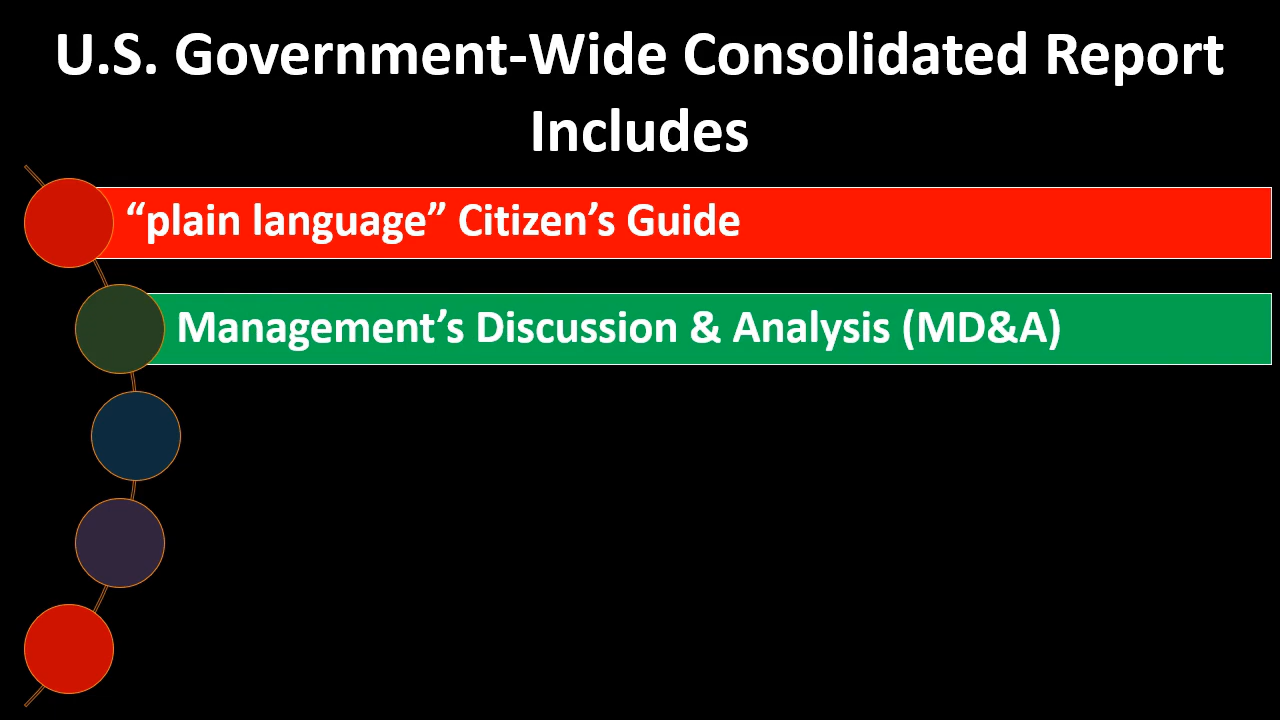 U.S. Government-Wide Consolidated Report
Includes
“plain language” Citizen’s Guide
Management’s Discussion & Analysis (MD&A)